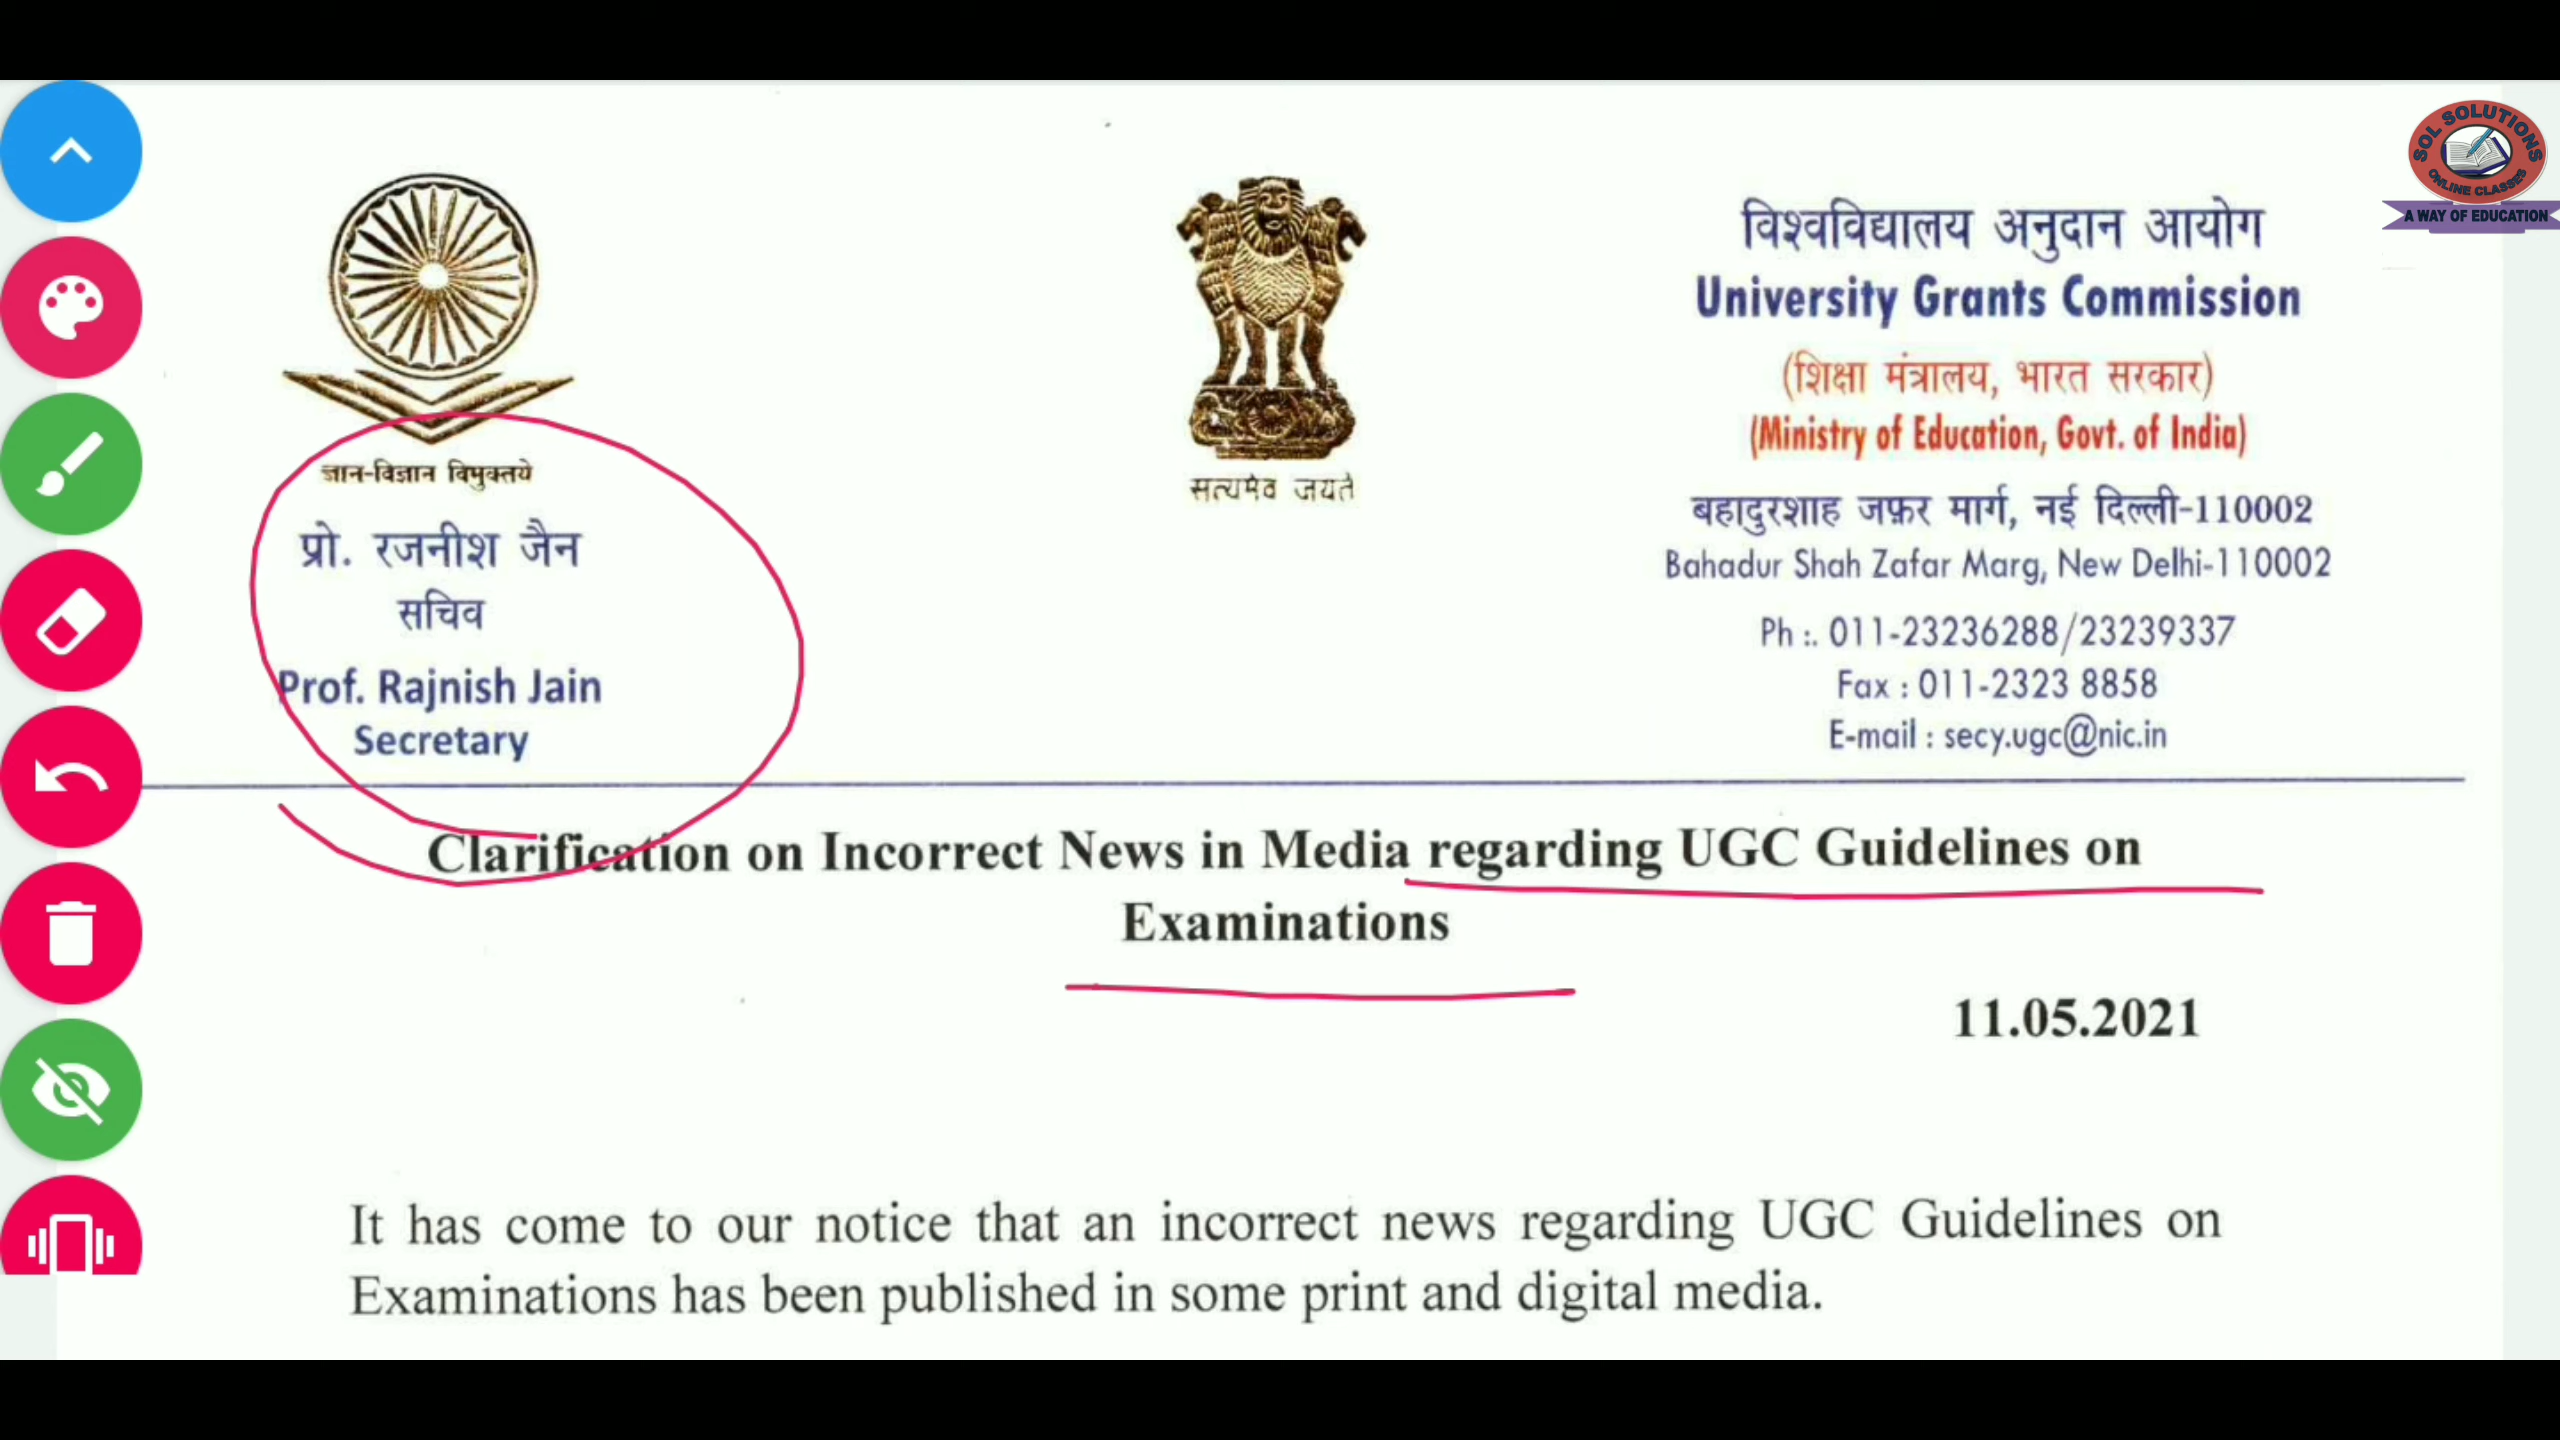 SOL SOLUTIONS
ONLINE CLASSES
A WAY OF EDUCATION
ज्ञान-विज्ञान विमुक्तये
प्रो. रजनीश जैन
सचिव
Prof. Rajnish Jain
Secretary
सत्यमेव जयते
विश्वविद्यालय अनुदान आयोग
University Grants Commission
(शिक्षा मंत्रालय, भारत सरकार)
(Ministry of Education, Govt. of India)
बहादुरशाह जफ़र मार्ग, नई दिल्ली-110002
Bahadur Shah Zafar Marg, New Delhi-110002
Ph :. 011-23236288/23239337
Fax : 011-2323 8858
E-mail : secy.ugc@nic.in
Clarification on Incorrect News in Media regarding UGC Guidelines on
Examinations
11.05.2021
It has come to our notice that an incorrect news regarding UGC Guidelines on
Examinations has been published in some print and digital media.